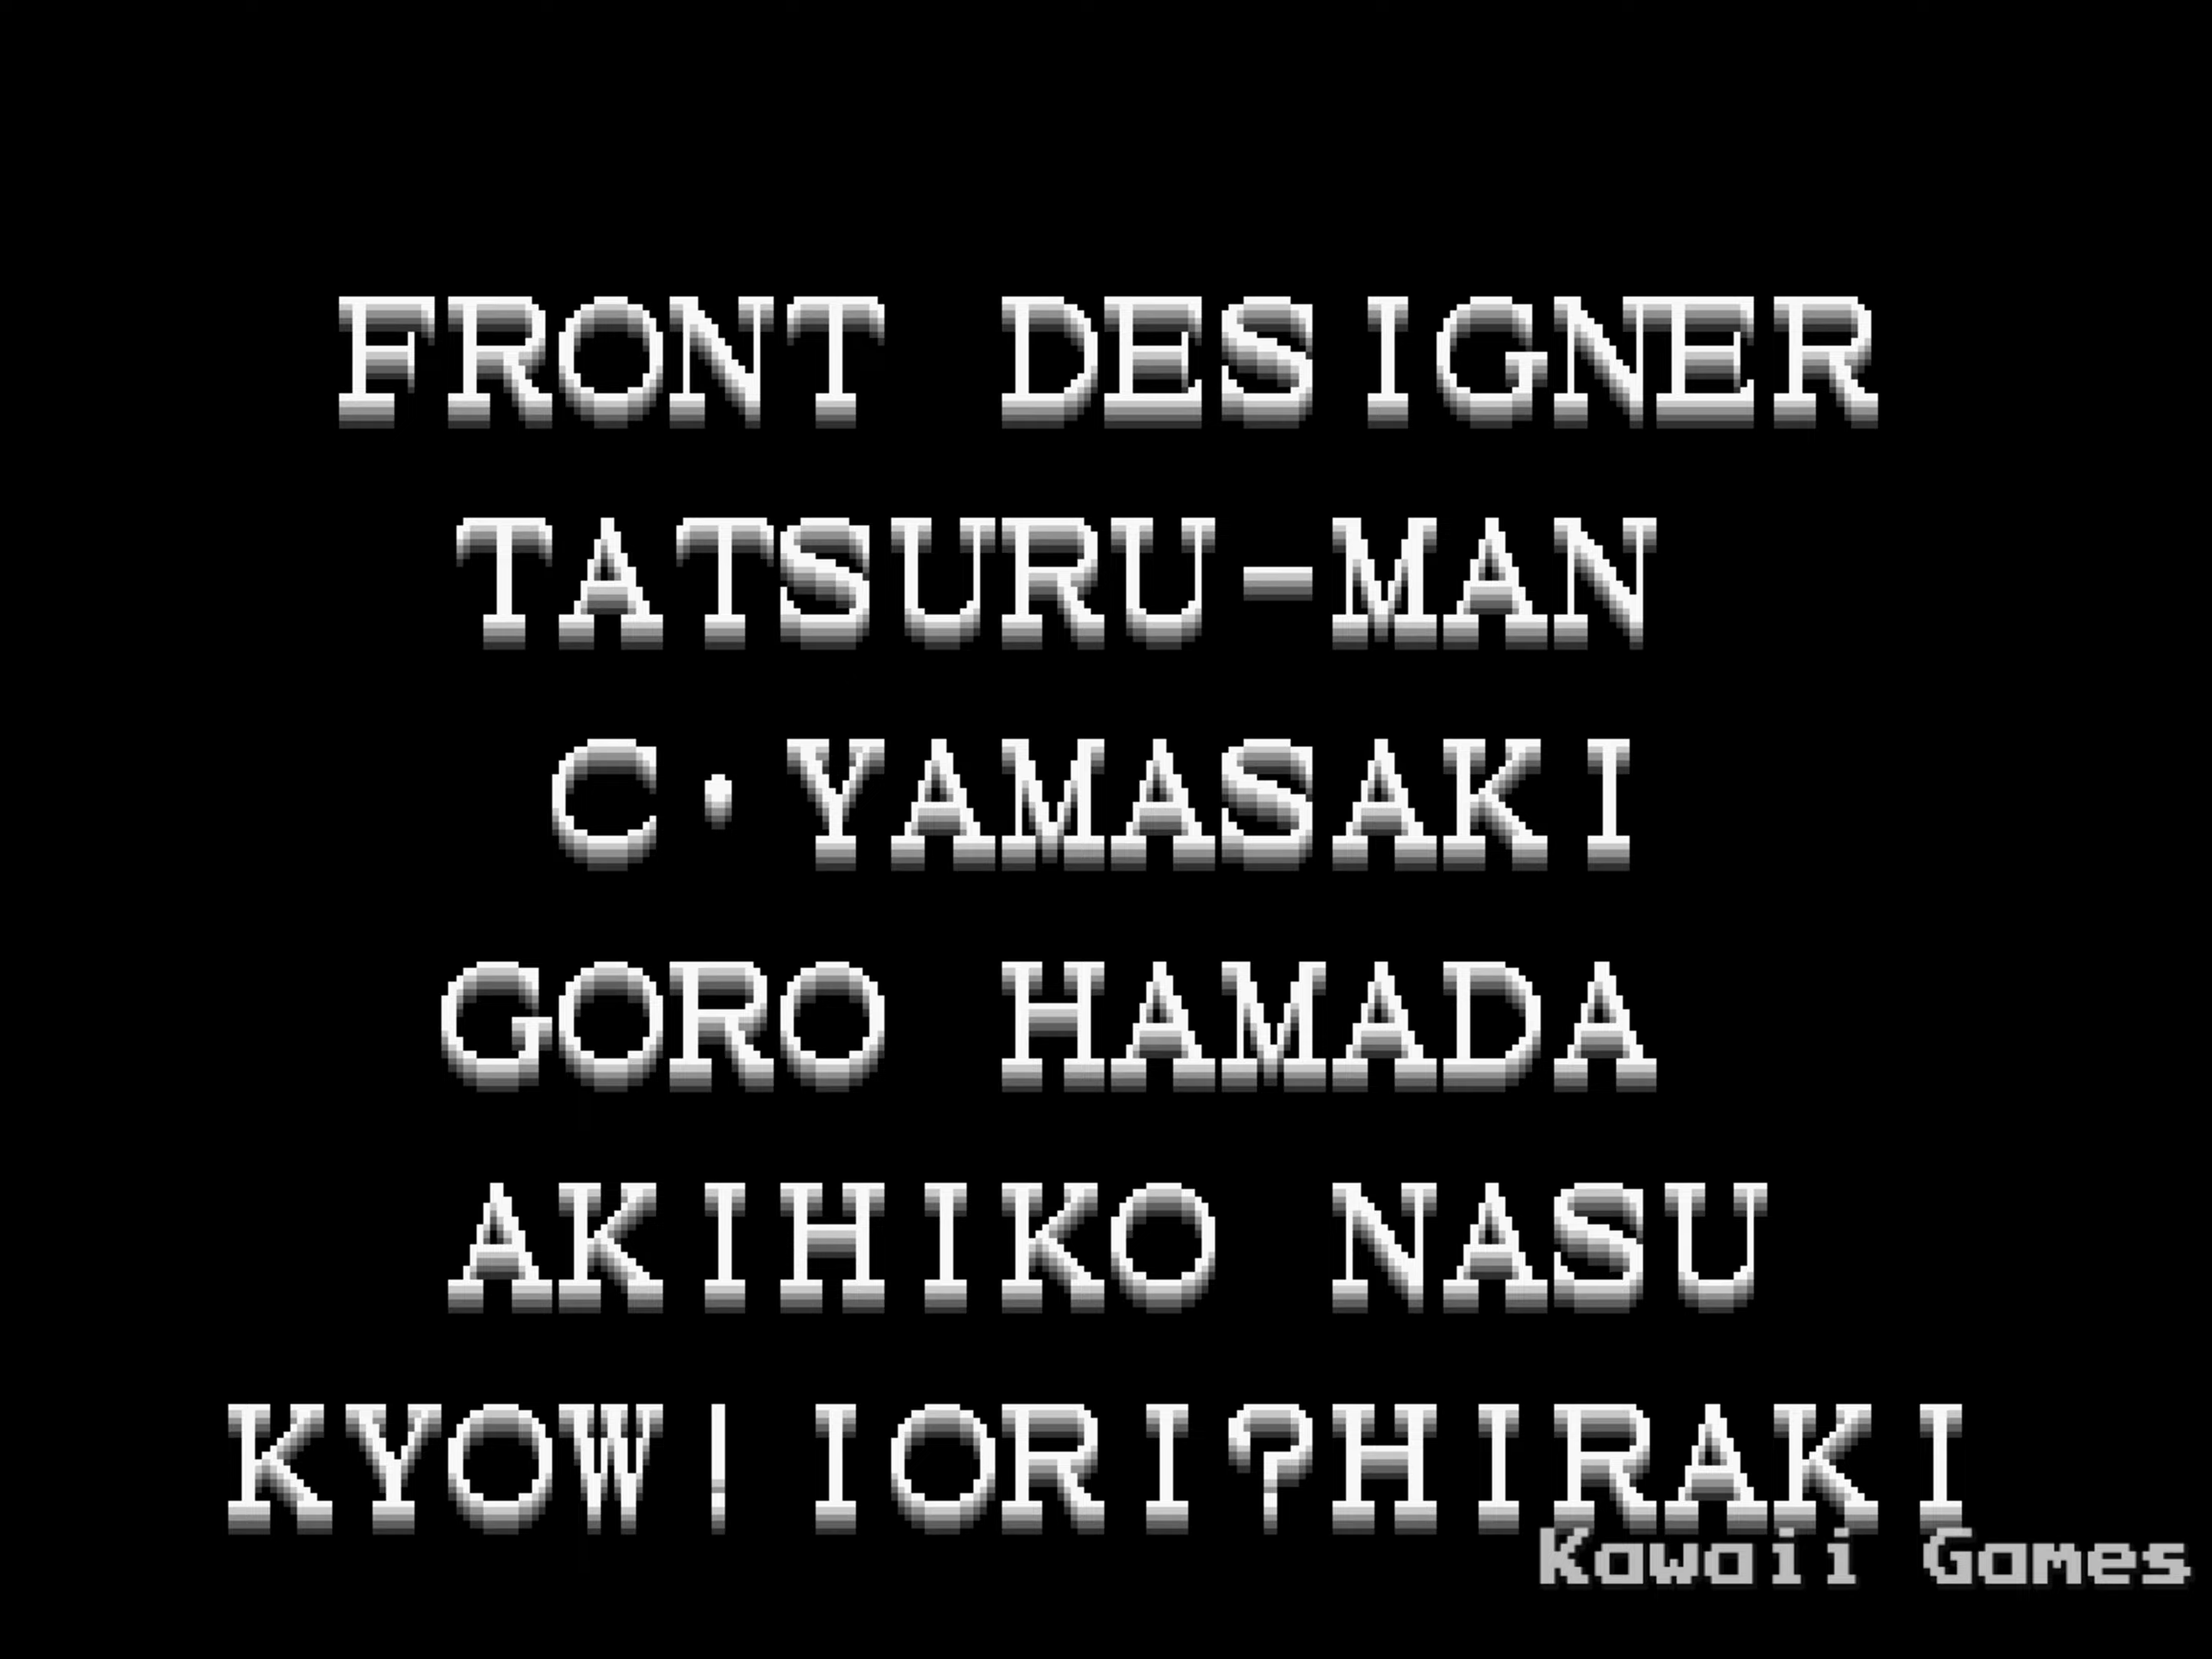 FRONT DESIGNER
TATSURU-MAN
C・YAMASAKI
GORO HAMADA
AKIHIKO NASU
KYOW!IORI?HIRAKI
Kawaii Games